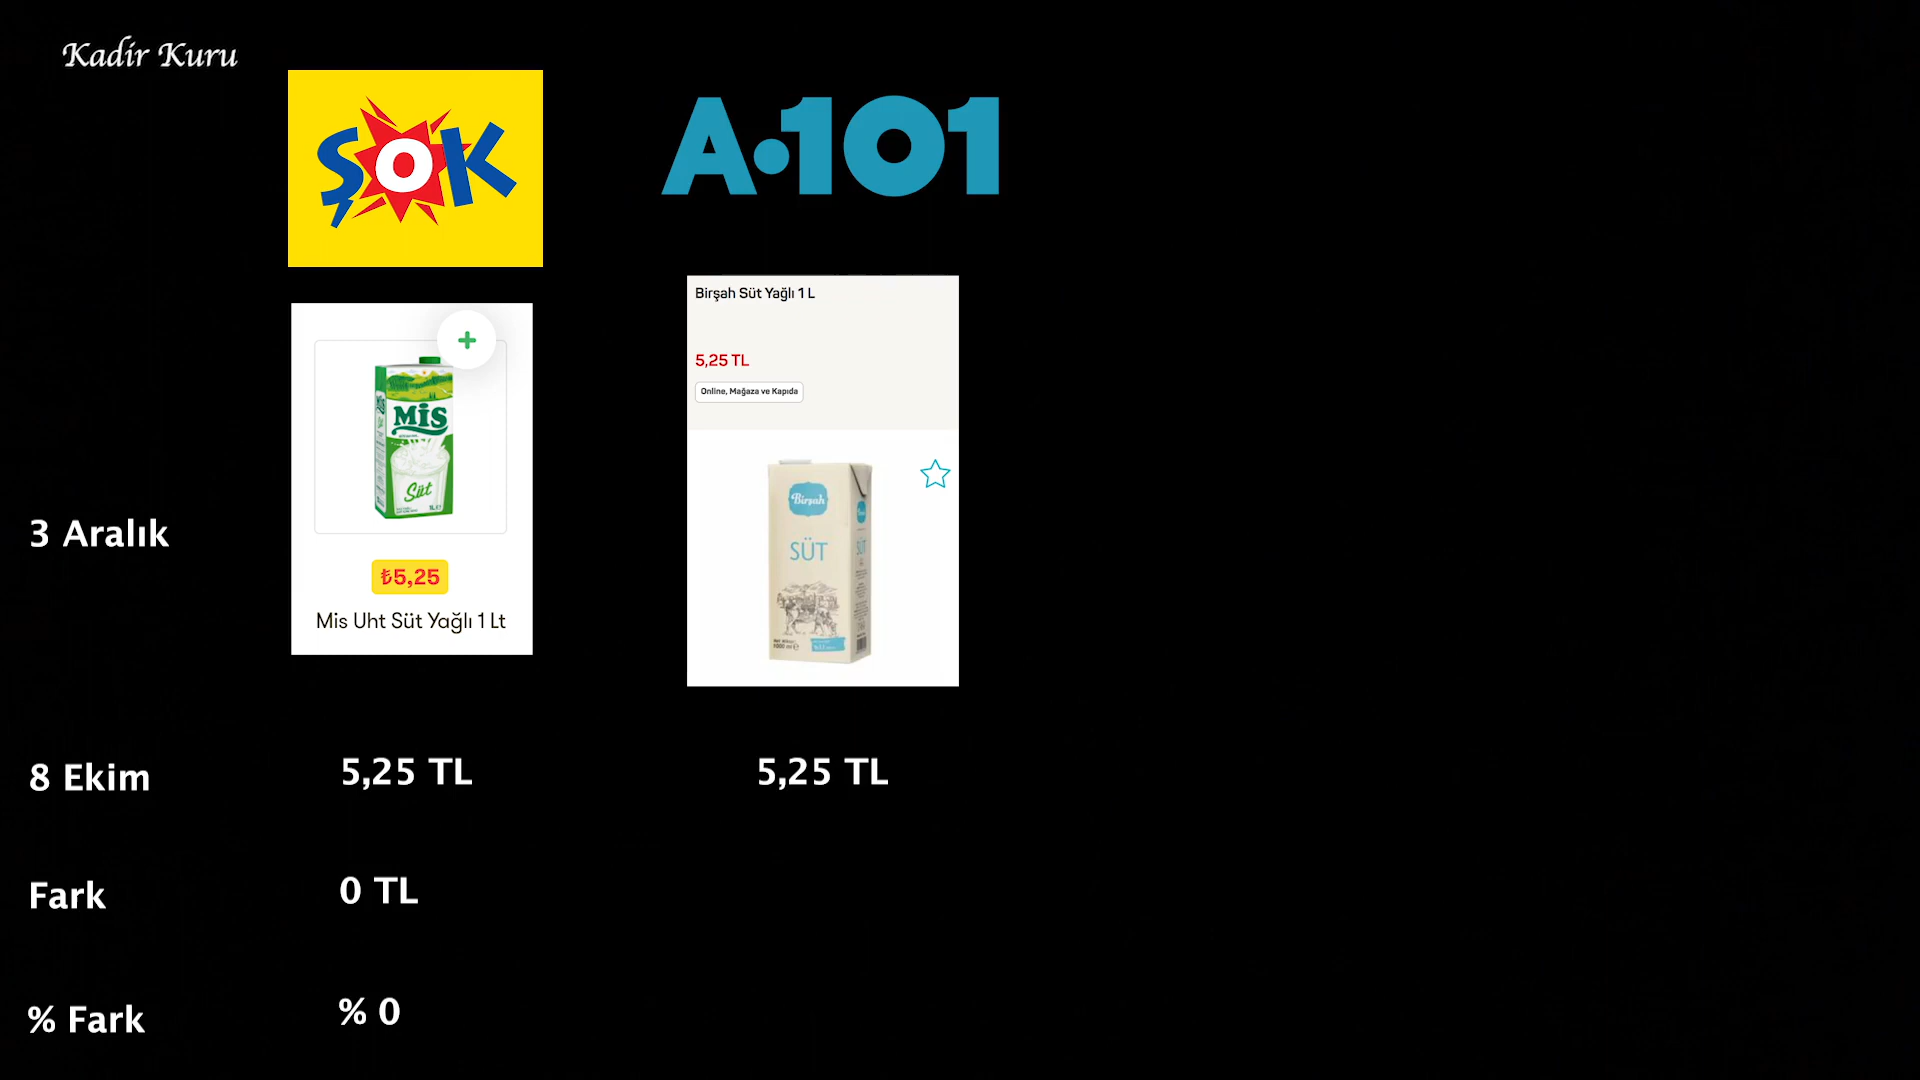 Kadir Kuru
ŞOK
A·101
Birşah Süt Yağlı 1 L
5,25 TL
Online, Mağaza ve Kapıda
+
MİS
Süt
Birşah
SÜT
3 Aralık
₺5,25
Mis Uht Süt Yağlı 1 Lt
8 Ekim
5,25 TL
5,25 TL
Fark
0 TL
% Fark
% 0